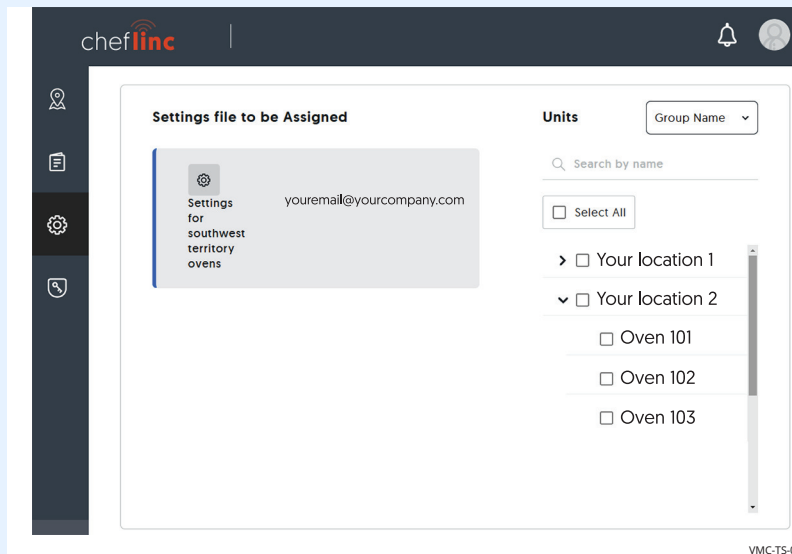 cheflinc
Settings file to be Assigned
Units
Group Name
Search by name
Settings
for
southwest
territory
ovens
youremail@yourcompany.com
Select All
Your location 1
Your location 2
Oven 101
Oven 102
Oven 103